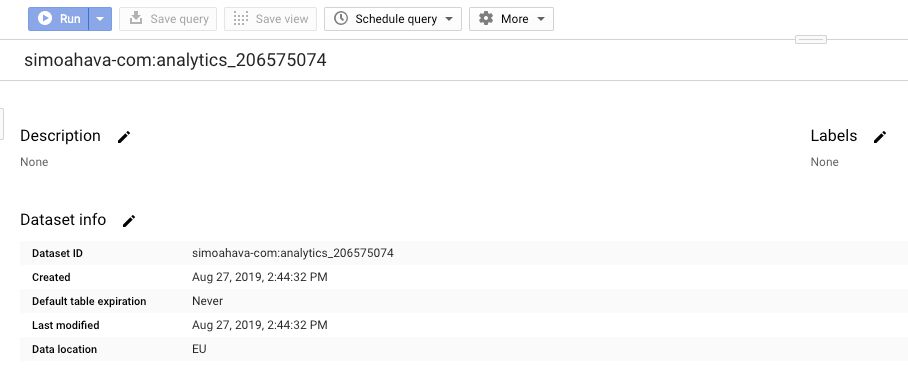 Run Save query Save view Schedule query More
simoahava-com:analytics_206575074
Description Labels
None None
Dataset info
Dataset ID simoahava-com:analytics_206575074
Created Aug 27, 2019, 2:44:32 PM
Default table expiration Never
Last modified Aug 27, 2019, 2:44:32 PM
Data location EU